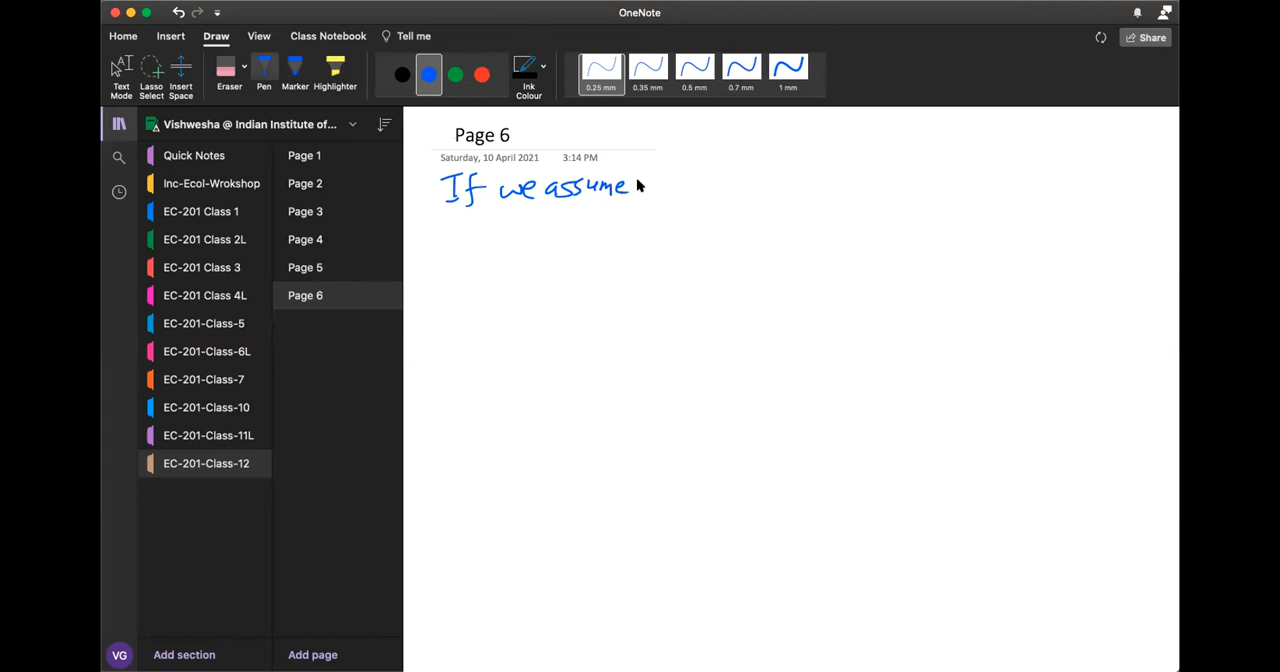 OneNote
Home Insert Draw View Class Notebook Tell me
Share
Text Mode
Lasso Select
Insert Space
Eraser
Pen
Marker
Highlighter
Ink Colour
0.25 mm
0.35 mm
0.5 mm
0.7 mm
1 mm
Vishwesha @ Indian Institute of...
Quick Notes
Inc-Ecol-Wrokshop
EC-201 Class 1
EC-201 Class 2L
EC-201 Class 3
EC-201 Class 4L
EC-201-Class-5
EC-201-Class-6L
EC-201-Class-7
EC-201-Class-10
EC-201-Class-11L
EC-201-Class-12
Page 1
Page 2
Page 3
Page 4
Page 5
Page 6
Page 6
Saturday, 10 April 2021 3:14 PM
If we assume
VG
Add section
Add page